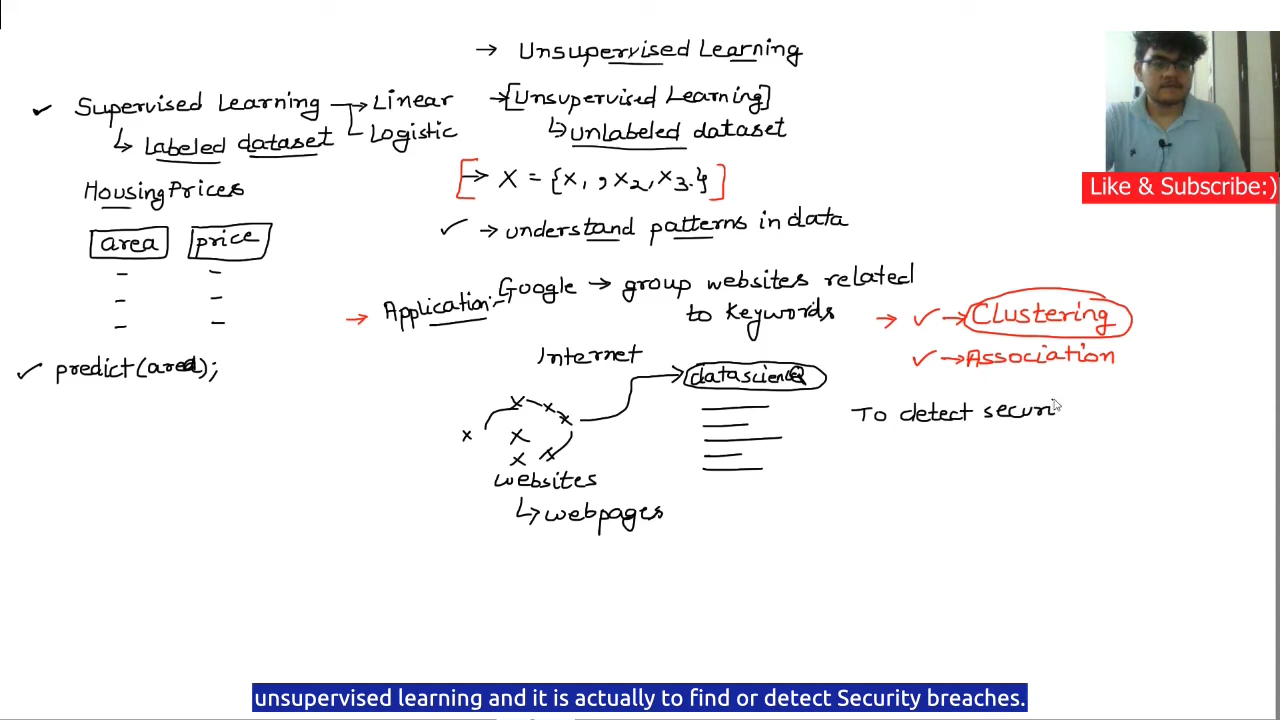 → Unsupervised Learning
✓ Supervised Learning → Linear
Logistic
↳ Labeled dataset
Housing Prices
area price
✓ predict(area);
→ [Unsupervised Learning]
↳ unlabeled dataset
[→ X = {x₁, x₂, x₃.}]
✓ → understand patterns in data
→ Application:- Google → group websites related
to keywords
Internet
datascience
websites
↳ webpages
→ ✓ → Clustering
✓ → Association
To detect securi
Like & Subscribe:)
unsupervised learning and it is actually to find or detect Security breaches.